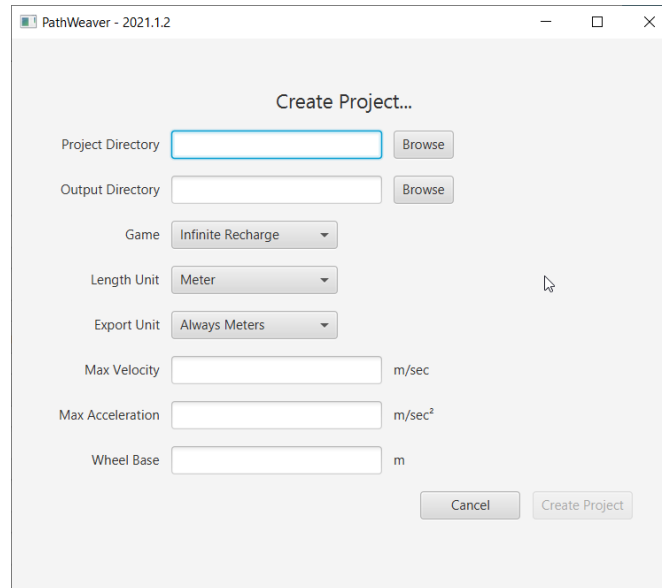 PathWeaver - 2021.1.2
Create Project...
Project Directory Browse
Output Directory Browse
Game Infinite Recharge
Length Unit Meter
Export Unit Always Meters
Max Velocity m/sec
Max Acceleration m/sec²
Wheel Base m
Cancel Create Project